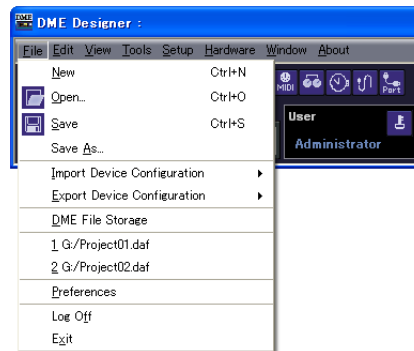 DME DME Designer :
File Edit View Tools Setup Hardware Window About
New Ctrl+N
Open... Ctrl+O
Save Ctrl+S
Save As...
Import Device Configuration
Export Device Configuration
DME File Storage
1 G:/Project01.daf
2 G:/Project02.daf
Preferences
Log Off
Exit
MIDI Port
User
Administrator